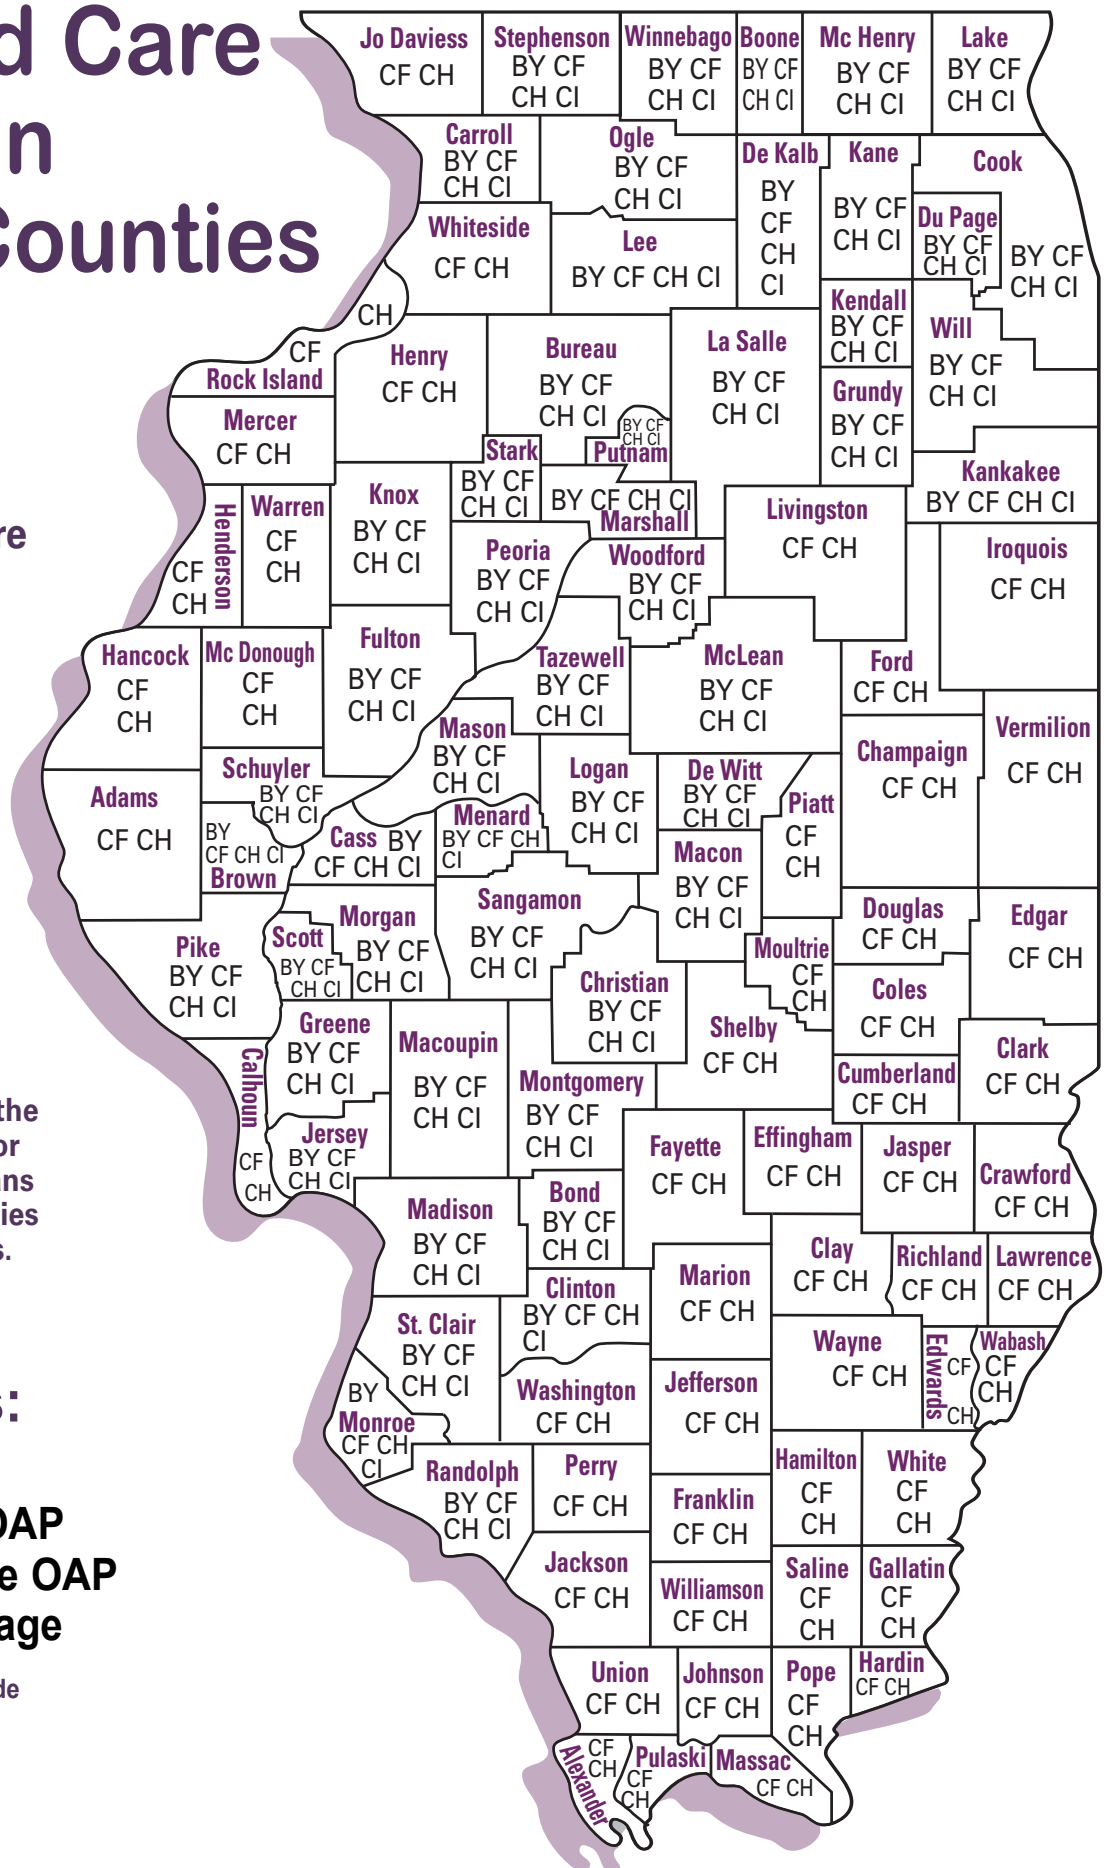 d Care
n
Counties
re
the
or
ans
ies
s.
s:
OAP
e OAP
age
de
Jo Daviess
CF CH
Stephenson
BY CF
CH CI
Winnebago
BY CF
CH CI
Boone
BY CF
CH CI
Mc Henry
BY CF
CH CI
Lake
BY CF
CH CI
Carroll
BY CF
CH CI
Ogle
BY CF
CH CI
De Kalb
BY
CF
CH
CI
Kane
BY CF
CH CI
Cook
BY CF
CH CI
Du Page
BY CF
CH CI
Whiteside
CF CH
Lee
BY CF CH CI
Kendall
BY CF
CH CI
Will
BY CF
CH CI
CH
CF
Rock Island
Henry
CF CH
Bureau
BY CF
CH CI
La Salle
BY CF
CH CI
Grundy
BY CF
CH CI
Mercer
CF CH
BY CF
CH CI
Putnam
Stark
BY CF
CH CI
BY CF CH CI
Marshall
Kankakee
BY CF CH CI
Henderson
CF
CH
Warren
CF
CH
Knox
BY CF
CH CI
Livingston
CF CH
Iroquois
CF CH
Peoria
BY CF
CH CI
Woodford
BY CF
CH CI
Hancock
CF
CH
Mc Donough
CF
CH
Fulton
BY CF
CH CI
Tazewell
BY CF
CH CI
McLean
BY CF
CH CI
Ford
CF CH
Vermilion
CF CH
Mason
BY CF
CH CI
Champaign
CF CH
Adams
CF CH
Schuyler
BY CF
CH CI
Logan
BY CF
CH CI
De Witt
BY CF
CH CI
Piatt
CF
CH
BY
CF CH CI
Brown
Cass BY
CF CH CI
Menard
BY CF CH
CI
Macon
BY CF
CH CI
Sangamon
BY CF
CH CI
Douglas
CF CH
Edgar
CF CH
Pike
BY CF
CH CI
Scott
BY CF
CH CI
Morgan
BY CF
CH CI
Christian
BY CF
CH CI
Moultrie
CF
CH
Coles
CF CH
Calhoun
CF
CH
Greene
BY CF
CH CI
Macoupin
BY CF
CH CI
Shelby
CF CH
Clark
CF CH
Montgomery
BY CF
CH CI
Cumberland
CF CH
Jersey
BY CF
CH CI
Fayette
CF CH
Effingham
CF CH
Jasper
CF CH
Crawford
CF CH
Madison
BY CF
CH CI
Bond
BY CF
CH CI
Clay
CF CH
Richland
CF CH
Lawrence
CF CH
Marion
CF CH
Clinton
BY CF CH
CI
St. Clair
BY CF
CH CI
Wayne
CF CH
Edwards
CF
CH
Wabash
CF
CH
Washington
CF CH
Jefferson
CF CH
BY
Monroe
CF CH
CI
Randolph
BY CF
CH CI
Perry
CF CH
Hamilton
CF
CH
White
CF
CH
Franklin
CF CH
Jackson
CF CH
Williamson
CF CH
Saline
CF
CH
Gallatin
CF
CH
Union
CF CH
Johnson
CF CH
Pope
CF
CH
Hardin
CF CH
Alexander
CF
CH
Pulaski
CF
CH
Massac
CF CH